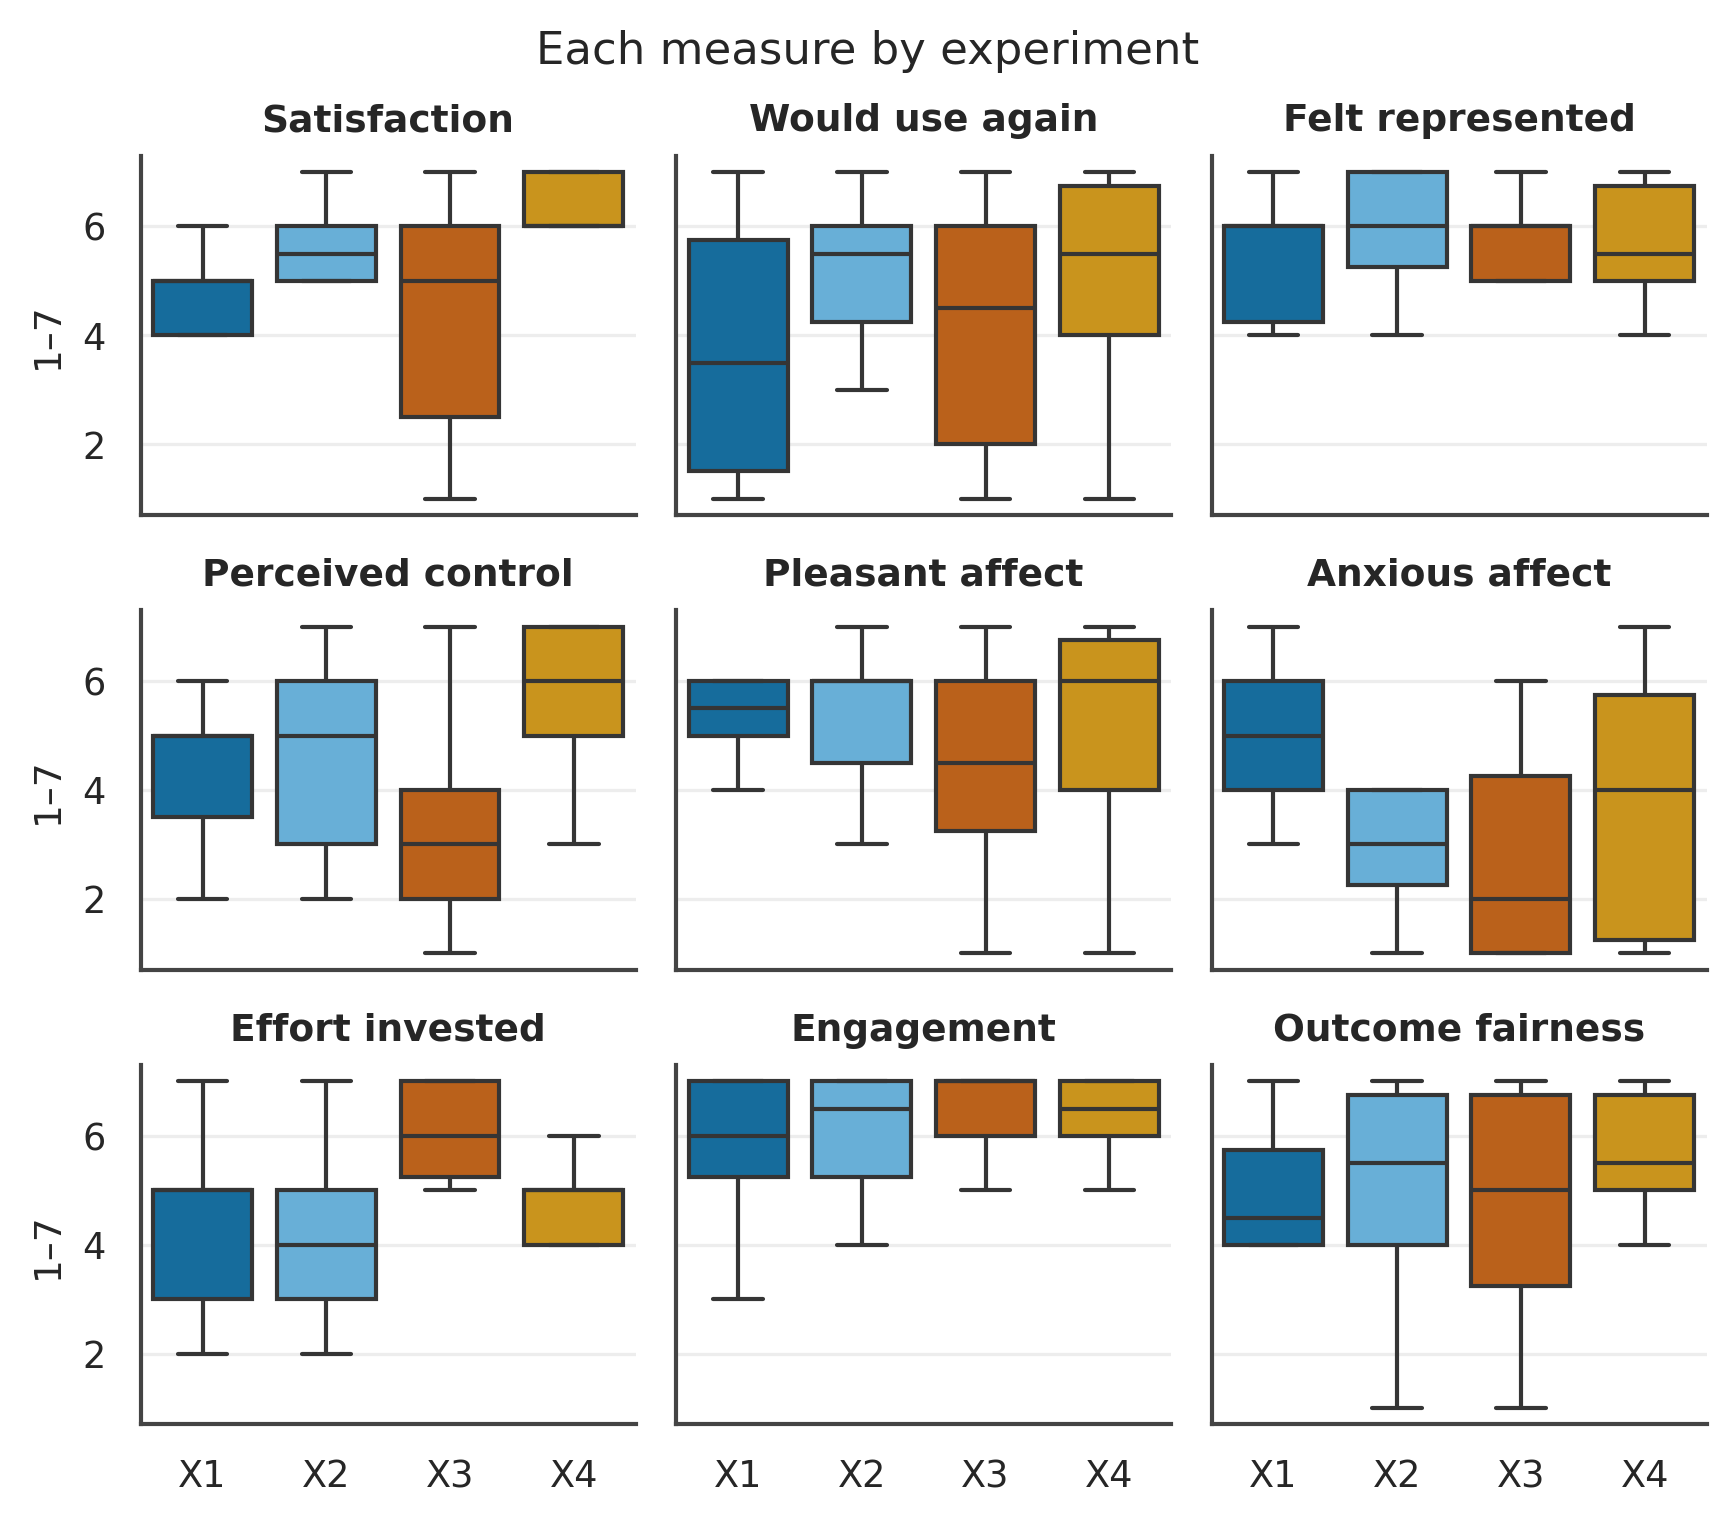 Each measure by experiment
Satisfaction
Would use again
Felt represented
1–7
6
4
2
Perceived control
Pleasant affect
Anxious affect
1–7
6
4
2
Effort invested
Engagement
Outcome fairness
1–7
6
4
2
X1 X2 X3 X4
X1 X2 X3 X4
X1 X2 X3 X4